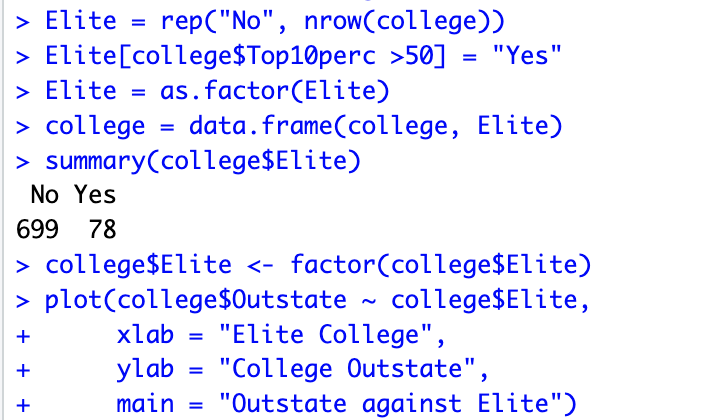 > Elite = rep("No", nrow(college))
> Elite[college$Top10perc >50] = "Yes"
> Elite = as.factor(Elite)
> college = data.frame(college, Elite)
> summary(college$Elite)
 No Yes
699  78
> college$Elite <- factor(college$Elite)
> plot(college$Outstate ~ college$Elite,
+      xlab = "Elite College",
+      ylab = "College Outstate",
+      main = "Outstate against Elite")